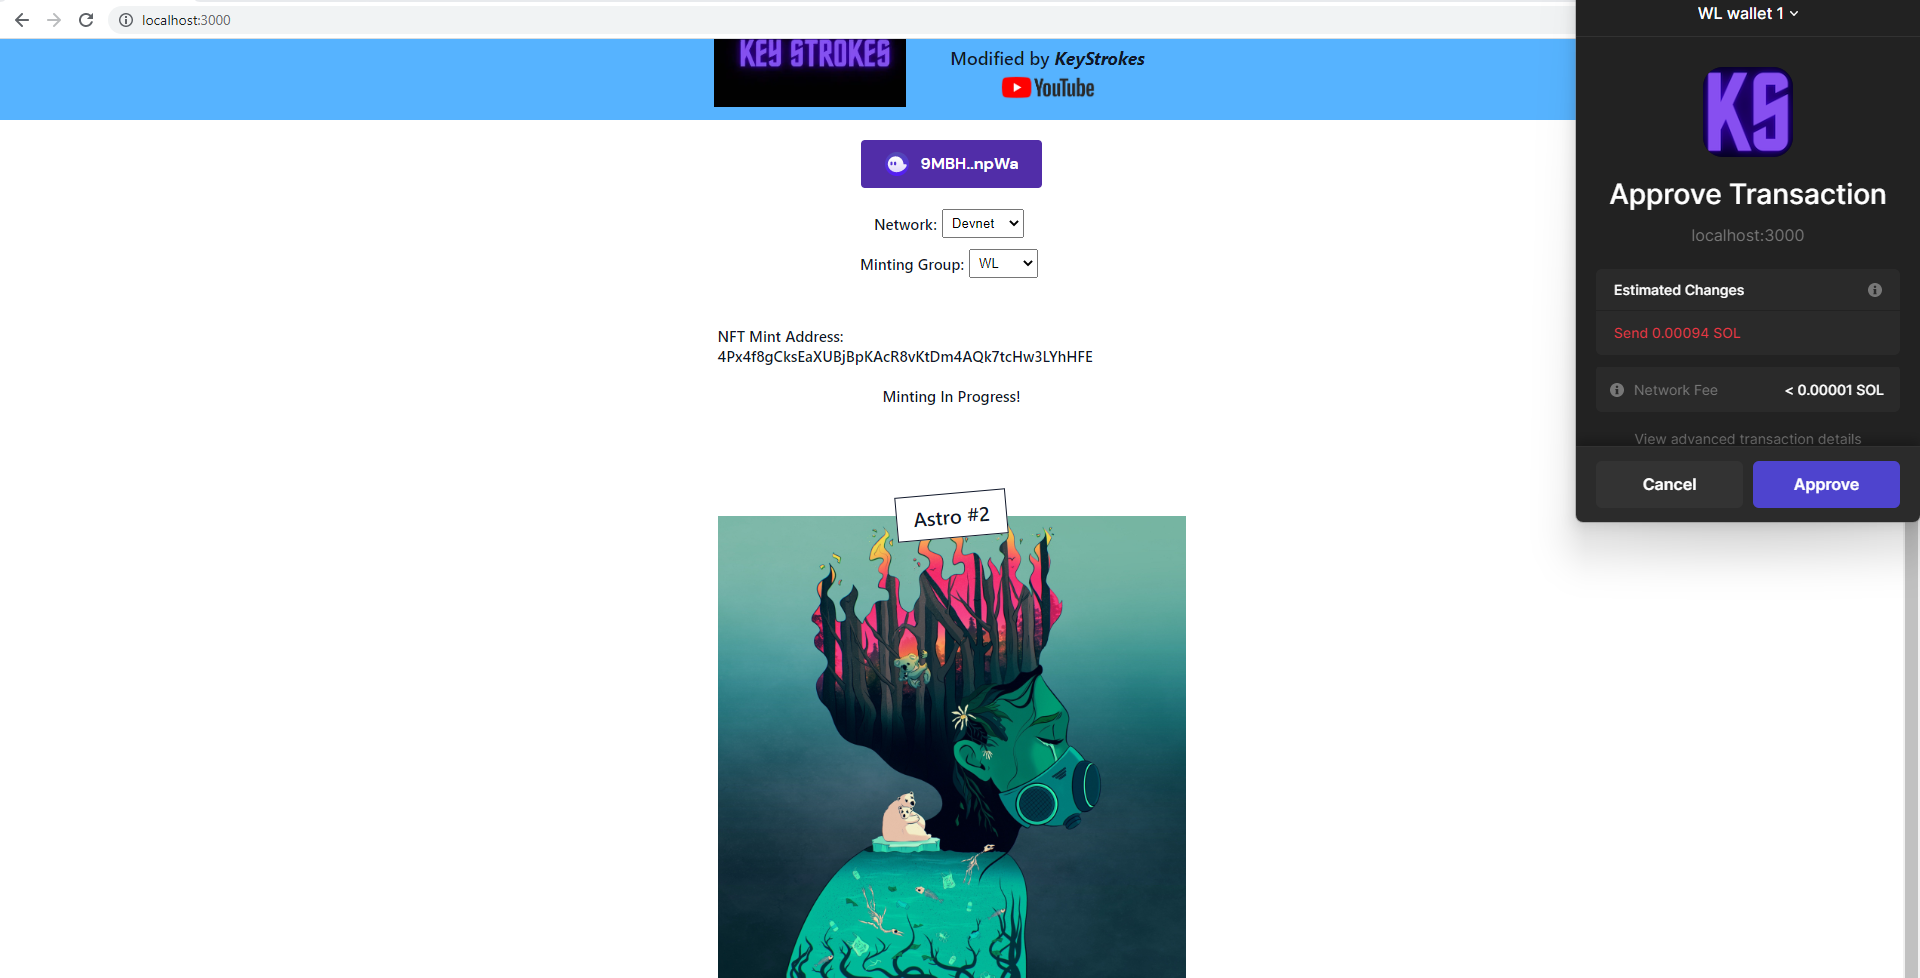 localhost:3000
KEY STROKES
Modified by KeyStrokes
YouTube
9MBH..npWa
Network: Devnet
Minting Group: WL
NFT Mint Address:
4Px4f8gCksEaXUBjBpKAcR8vKtDm4AQk7tcHw3LYhHFE
Minting In Progress!
Astro #2
WL wallet 1
KS
Approve Transaction
localhost:3000
Estimated Changes
Send 0.00094 SOL
Network Fee < 0.00001 SOL
View advanced transaction details
Cancel Approve